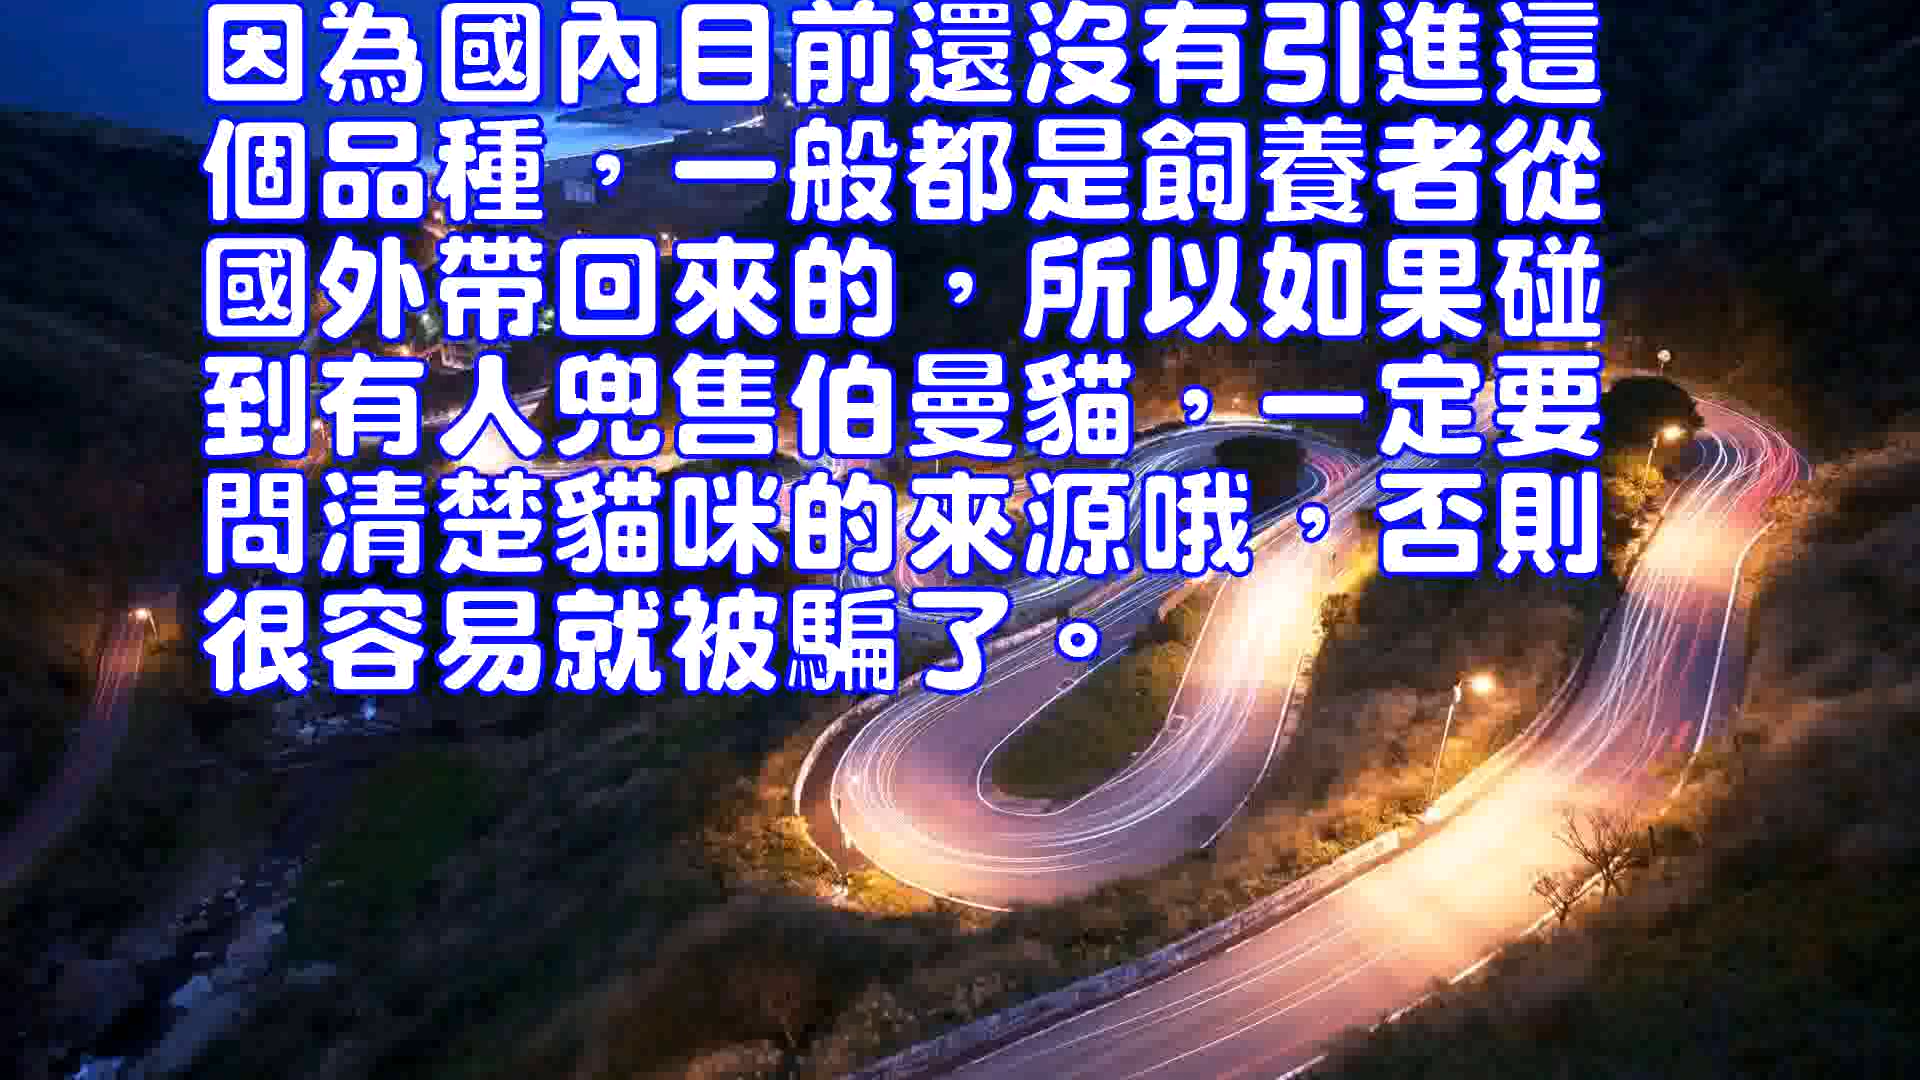 因為國內目前還沒有引進這
個品種，一般都是飼養者從
國外帶回來的，所以如果碰
到有人兜售伯曼貓，一定要
問清楚貓咪的來源哦，否則
很容易就被騙了。